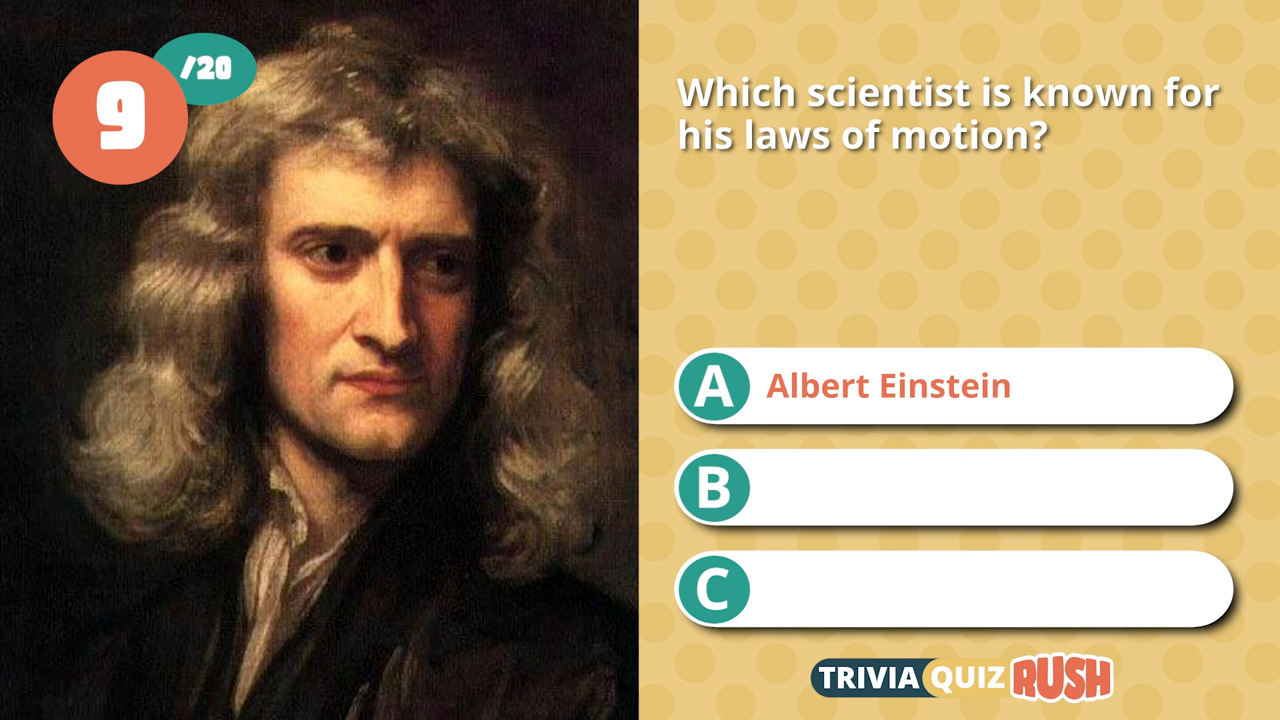 9
/20
Which scientist is known for
his laws of motion?
A Albert Einstein
B
C
TRIVIA QUIZ RUSH